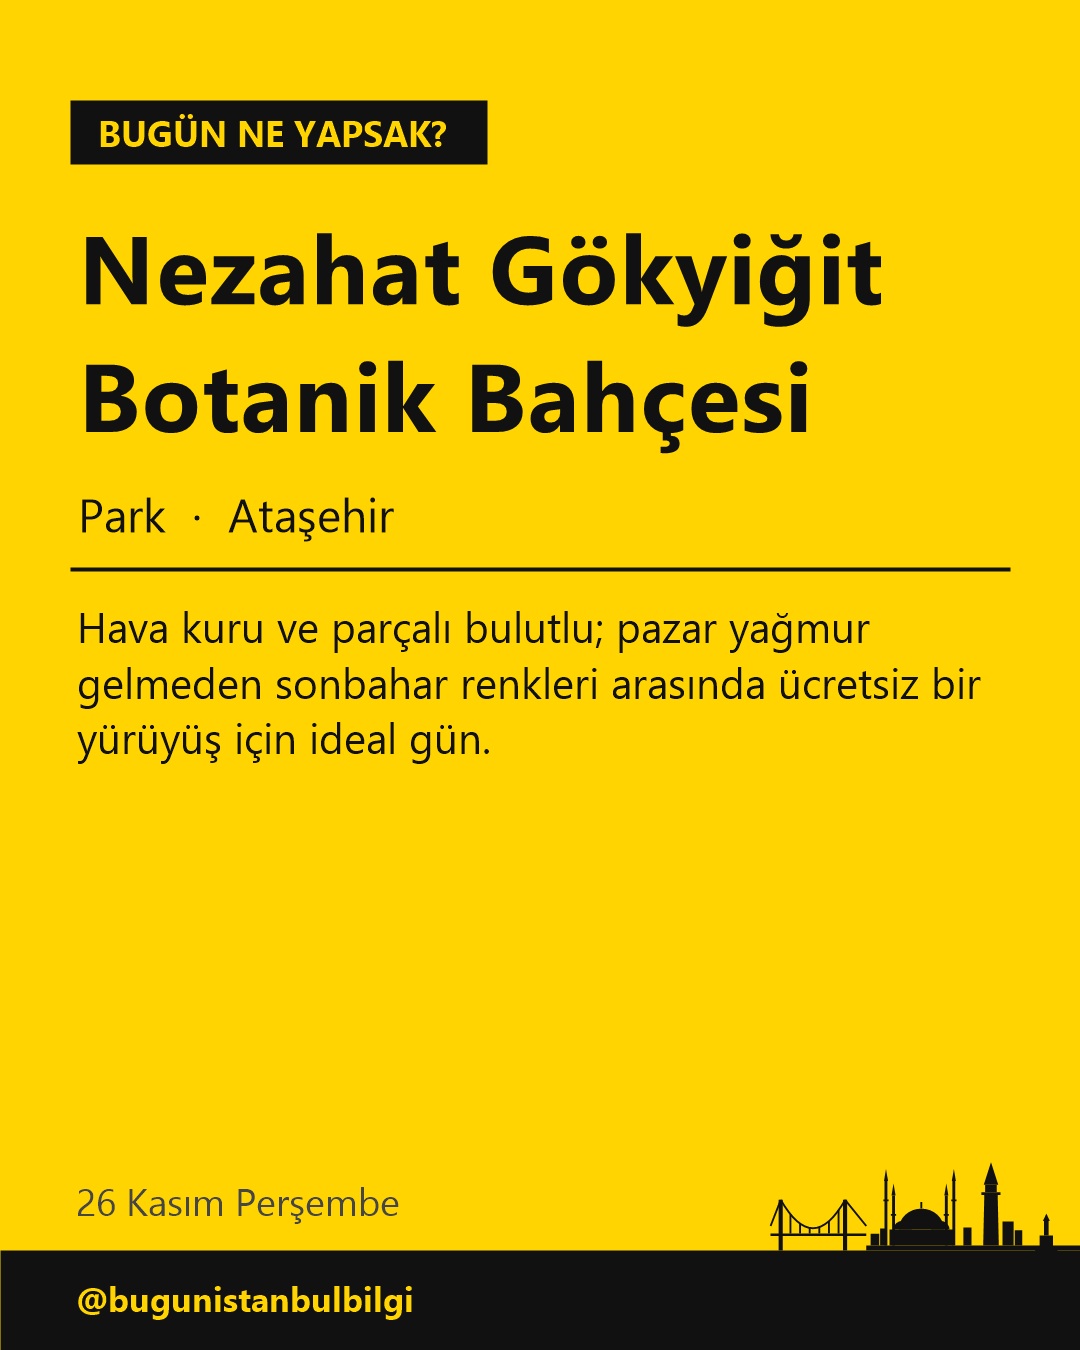 BUGÜN NE YAPSAK?
Nezahat Gökyiğit
Botanik Bahçesi
Park · Ataşehir
Hava kuru ve parçalı bulutlu; pazar yağmur
gelmeden sonbahar renkleri arasında ücretsiz bir
yürüyüş için ideal gün.
26 Kasım Perşembe
@bugunistanbulbilgi